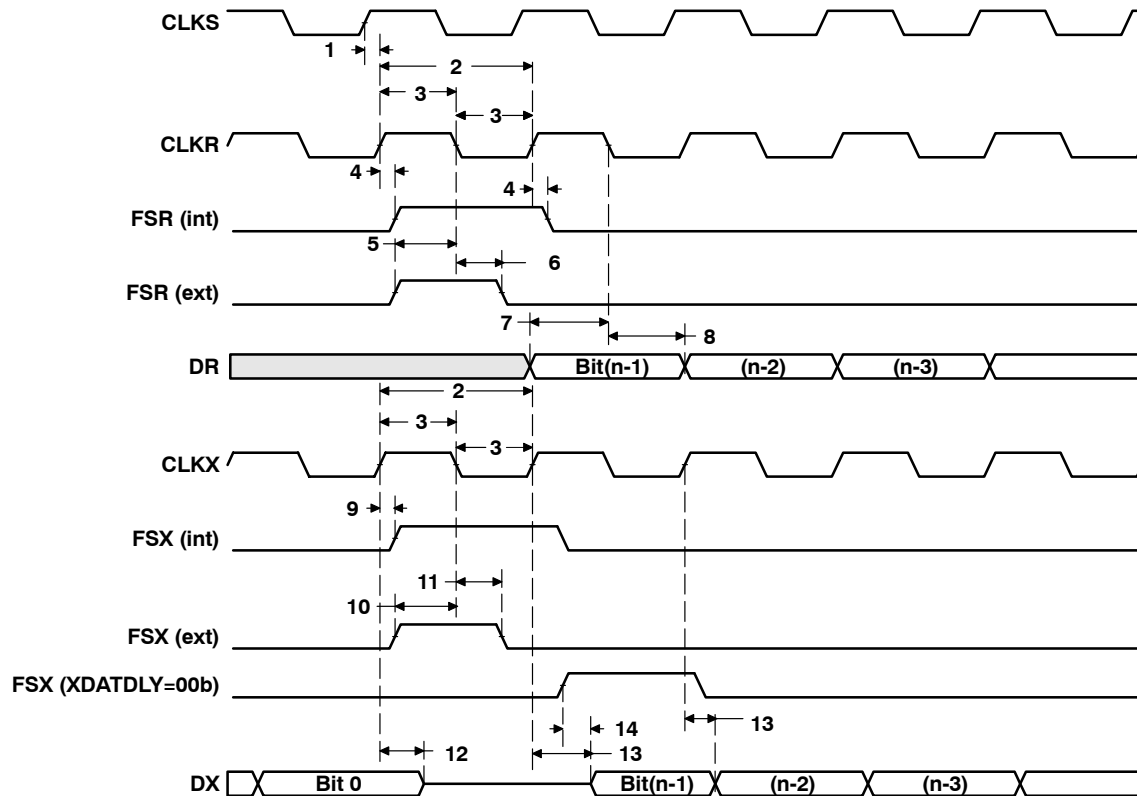 CLKS
1
2
3
3
CLKR
4
4
FSR (int)
5
6
FSR (ext)
7
8
DR
Bit(n-1)
(n-2)
(n-3)
2
3
3
CLKX
9
FSX (int)
11
10
FSX (ext)
FSX (XDATDLY=00b)
14
13
12
13
DX
Bit 0
Bit(n-1)
(n-2)
(n-3)